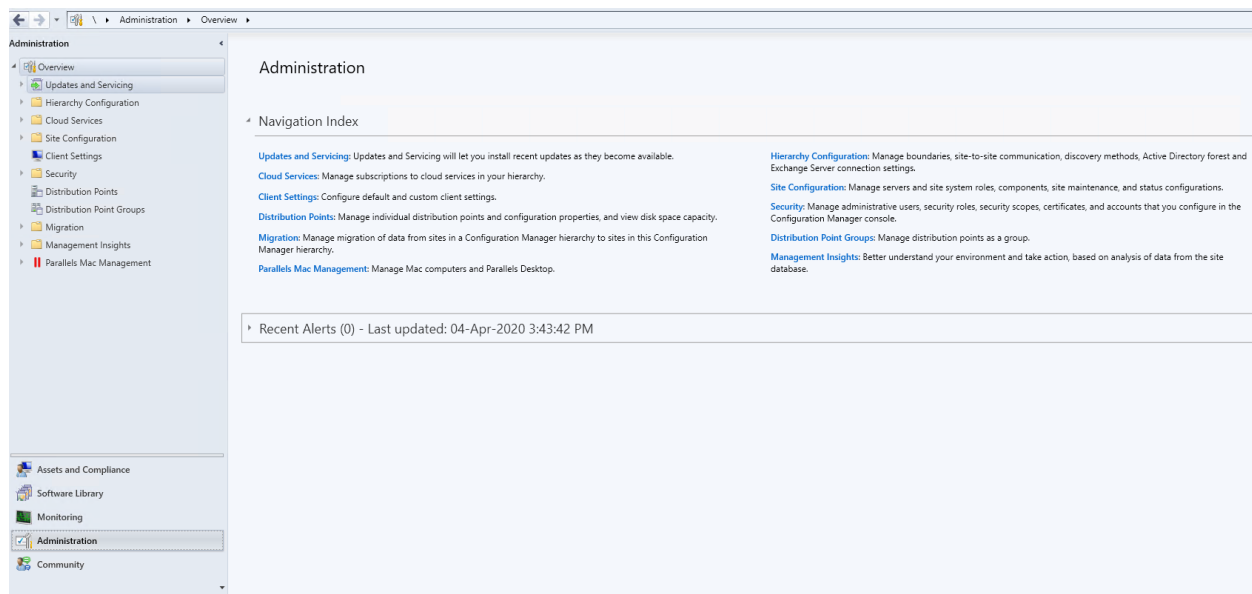 \ Administration Overview
Administration
Overview
Updates and Servicing
Hierarchy Configuration
Cloud Services
Site Configuration
Client Settings
Security
Distribution Points
Distribution Point Groups
Migration
Management Insights
Parallels Mac Management
Assets and Compliance
Software Library
Monitoring
Administration
Community
Administration
Navigation Index
Updates and Servicing: Updates and Servicing will let you install recent updates as they become available.
Cloud Services: Manage subscriptions to cloud services in your hierarchy.
Client Settings: Configure default and custom client settings.
Distribution Points: Manage individual distribution points and configuration properties, and view disk space capacity.
Migration: Manage migration of data from sites in a Configuration Manager hierarchy to sites in this Configuration
Manager hierarchy.
Parallels Mac Management: Manage Mac computers and Parallels Desktop.
Hierarchy Configuration: Manage boundaries, site-to-site communication, discovery methods, Active Directory forest and
Exchange Server connection settings.
Site Configuration: Manage servers and site system roles, components, site maintenance, and status configurations.
Security: Manage administrative users, security roles, security scopes, certificates, and accounts that you configure in the
Configuration Manager console.
Distribution Point Groups: Manage distribution points as a group.
Management Insights: Better understand your environment and take action, based on analysis of data from the site
database.
Recent Alerts (0) - Last updated: 04-Apr-2020 3:43:42 PM